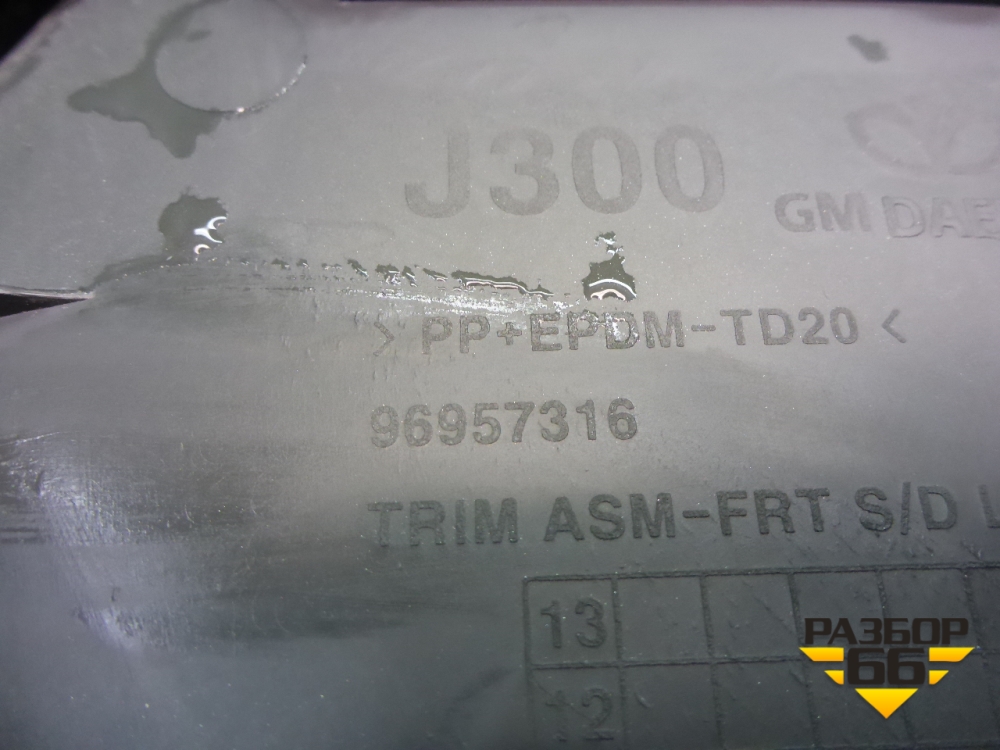 J300
GM DAE
> PP+EPDM-TD20 <
96957316
TRIM ASM-FRT S/D L
13
12
РАЗБОР
66